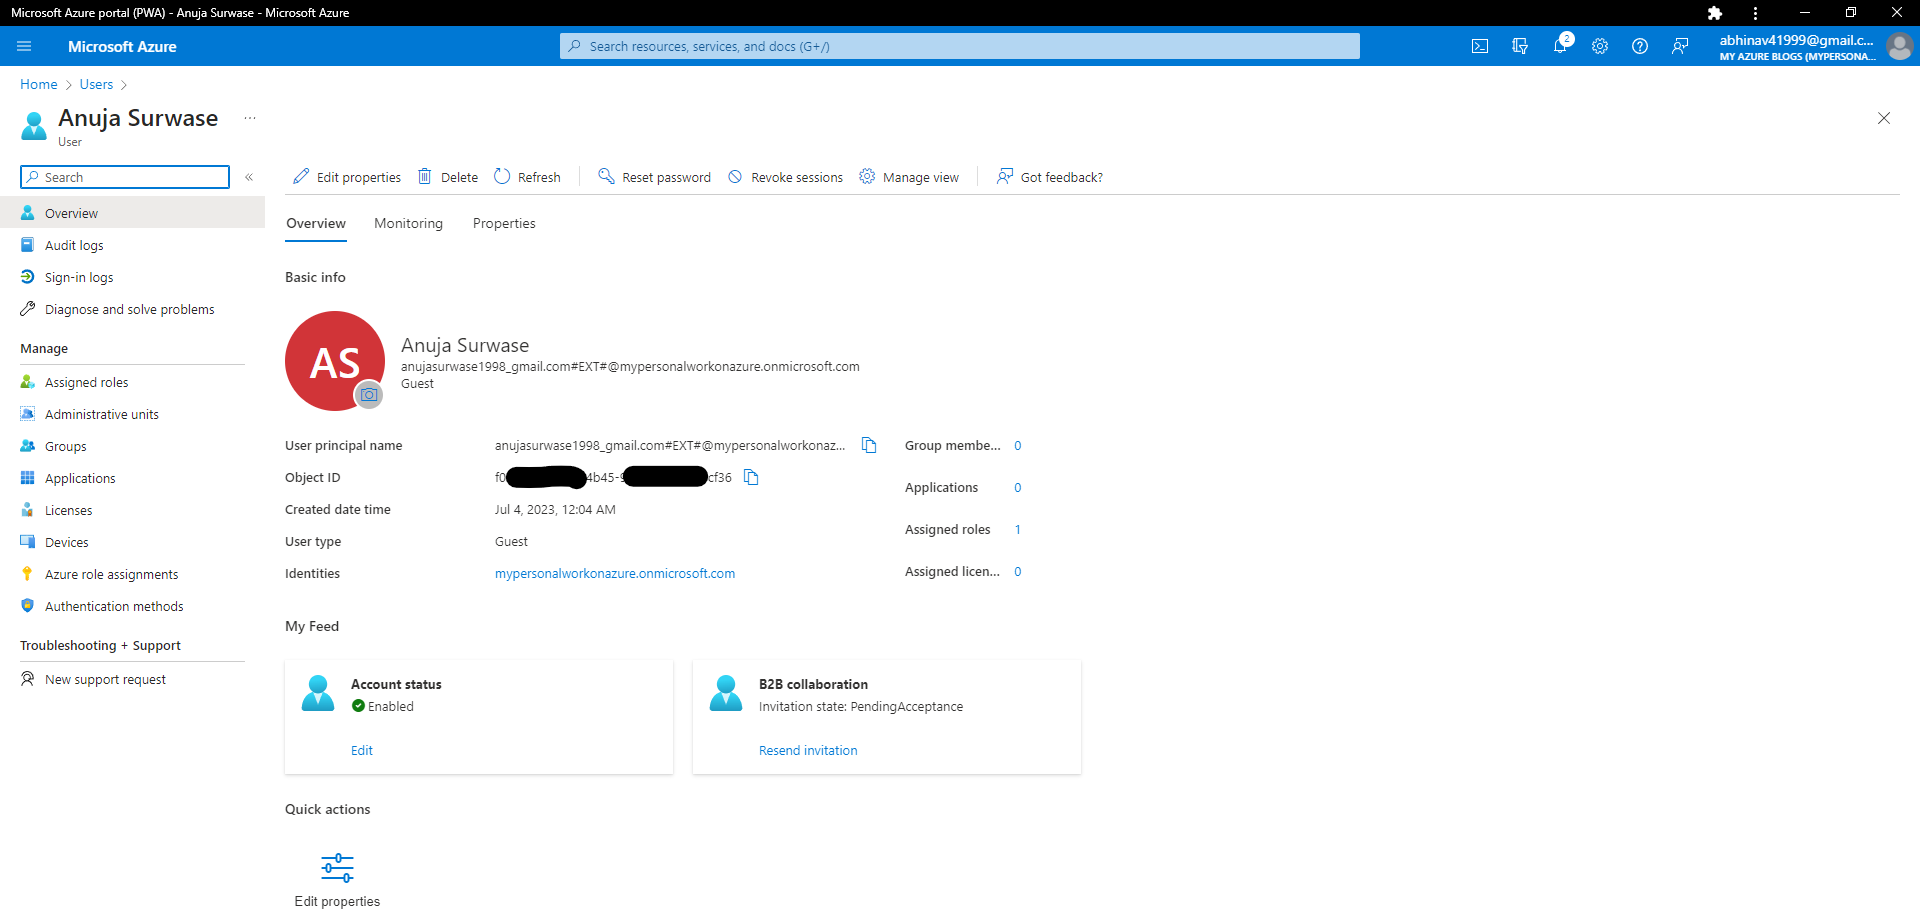 Microsoft Azure portal (PWA) - Anuja Surwase - Microsoft Azure
Microsoft Azure
Search resources, services, and docs (G+/)
2
abhinav41999@gmail.c...
MY AZURE BLOGS (MYPERSONA...
Home > Users >
Anuja Surwase ...
User
Search «
Overview
Audit logs
Sign-in logs
Diagnose and solve problems
Manage
Assigned roles
Administrative units
Groups
Applications
Licenses
Devices
Azure role assignments
Authentication methods
Troubleshooting + Support
New support request
Edit properties Delete Refresh Reset password Revoke sessions Manage view Got feedback?
Overview Monitoring Properties
Basic info
AS
Anuja Surwase
anujasurwase1998_gmail.com#EXT#@mypersonalworkonazure.onmicrosoft.com
Guest
User principal name anujasurwase1998_gmail.com#EXT#@mypersonalworkonaz...
Object ID f0 4b45-9 cf36
Created date time Jul 4, 2023, 12:04 AM
User type Guest
Identities mypersonalworkonazure.onmicrosoft.com
Group membe... 0
Applications 0
Assigned roles 1
Assigned licen... 0
My Feed
Account status
Enabled
Edit
B2B collaboration
Invitation state: PendingAcceptance
Resend invitation
Quick actions
Edit properties